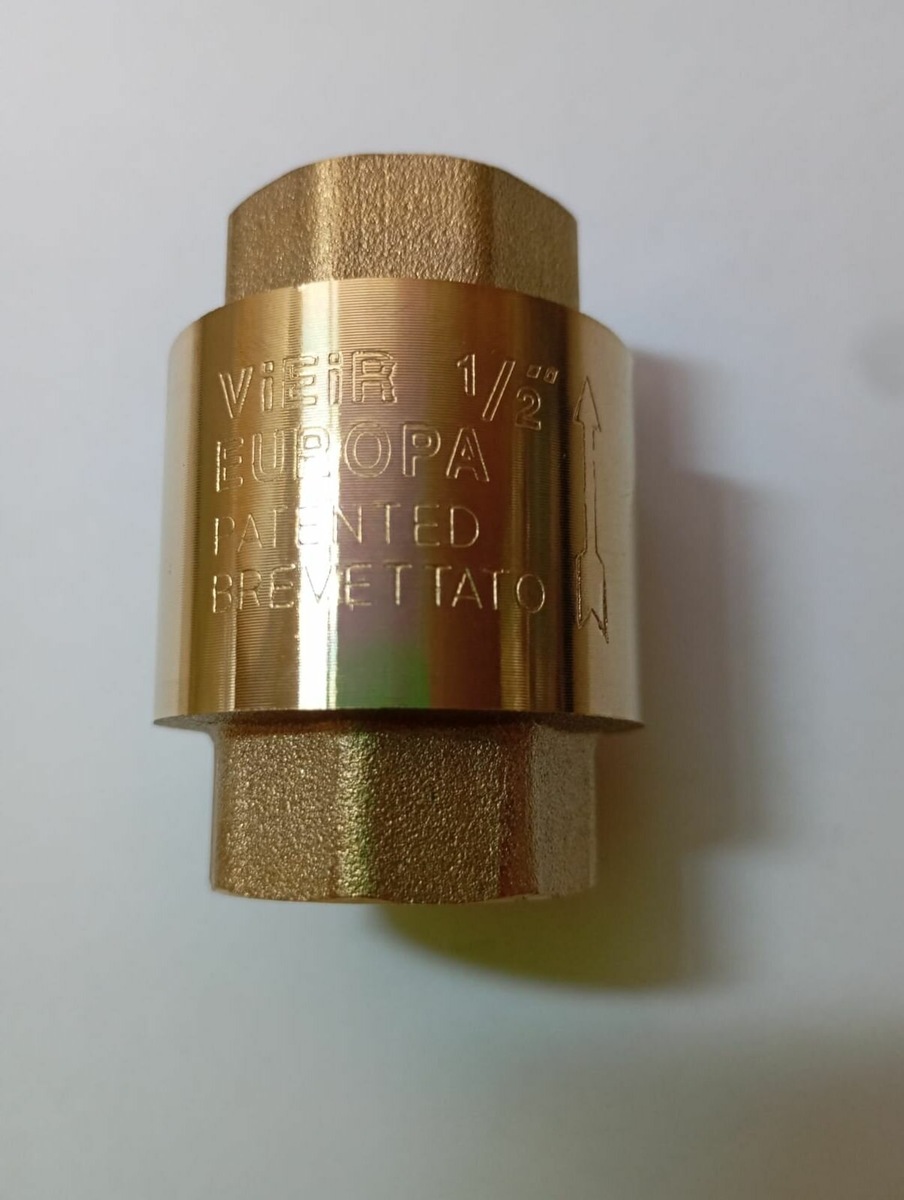 ViEiR 1/2"
EUROPA
PATENTED
BREVETTATO